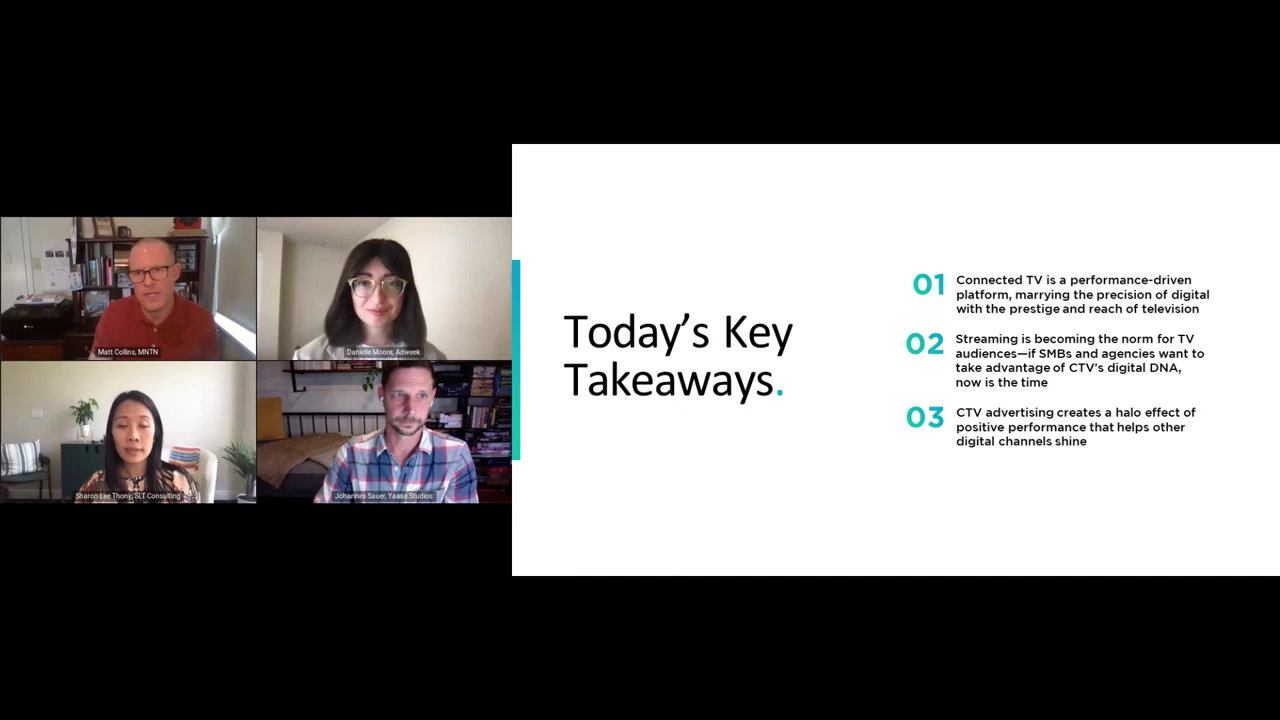 Matt Collins, MNTN
Danielle Moore, Adweek
Sharon Lee Thony, SLT Consulting
Johannes Sauer, Yaasa Studios
Today's Key
Takeaways.
01
Connected TV is a performance-driven
platform, marrying the precision of digital
with the prestige and reach of television
02
Streaming is becoming the norm for TV
audiences—if SMBs and agencies want to
take advantage of CTV's digital DNA,
now is the time
03
CTV advertising creates a halo effect of
positive performance that helps other
digital channels shine